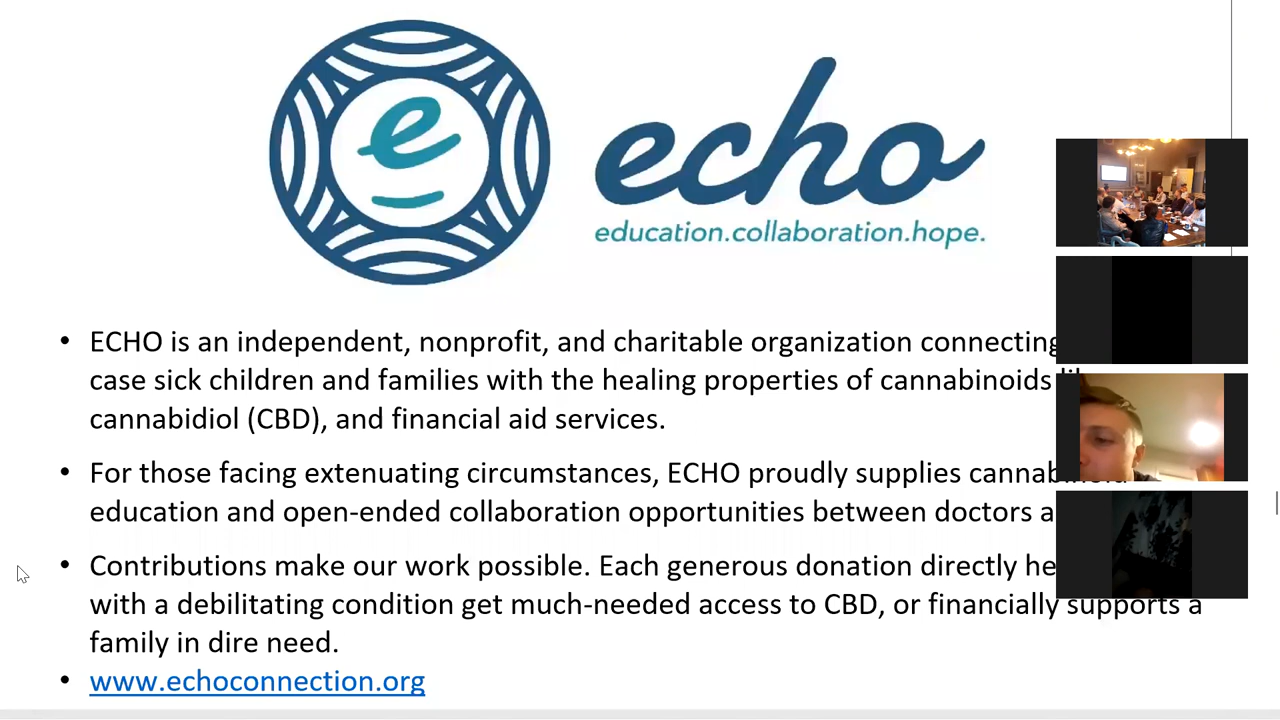 e
echo
education.collaboration.hope.
• ECHO is an independent, nonprofit, and charitable organization connecting
case sick children and families with the healing properties of cannabinoids
cannabidiol (CBD), and financial aid services.
• For those facing extenuating circumstances, ECHO proudly supplies cannabinoid
education and open-ended collaboration opportunities between doctors
• Contributions make our work possible. Each generous donation directly
with a debilitating condition get much-needed access to CBD, or financially supports a
family in dire need.
• www.echoconnection.org